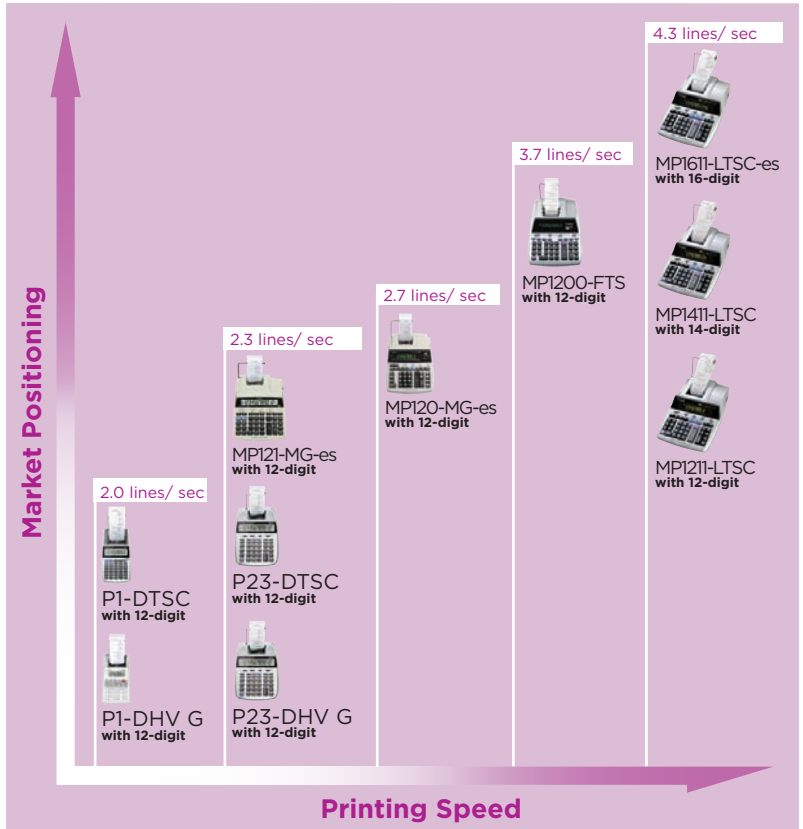 4.3 lines/ sec
MP1611-LTSC-es
with 16-digit
MP1411-LTSC
with 14-digit
MP1211-LTSC
with 12-digit
3.7 lines/ sec
MP1200-FTS
with 12-digit
2.7 lines/ sec
MP120-MG-es
with 12-digit
2.3 lines/ sec
MP121-MG-es
with 12-digit
P23-DTSC
with 12-digit
P23-DHV G
with 12-digit
2.0 lines/ sec
P1-DTSC
with 12-digit
P1-DHV G
with 12-digit
Market Positioning
Printing Speed